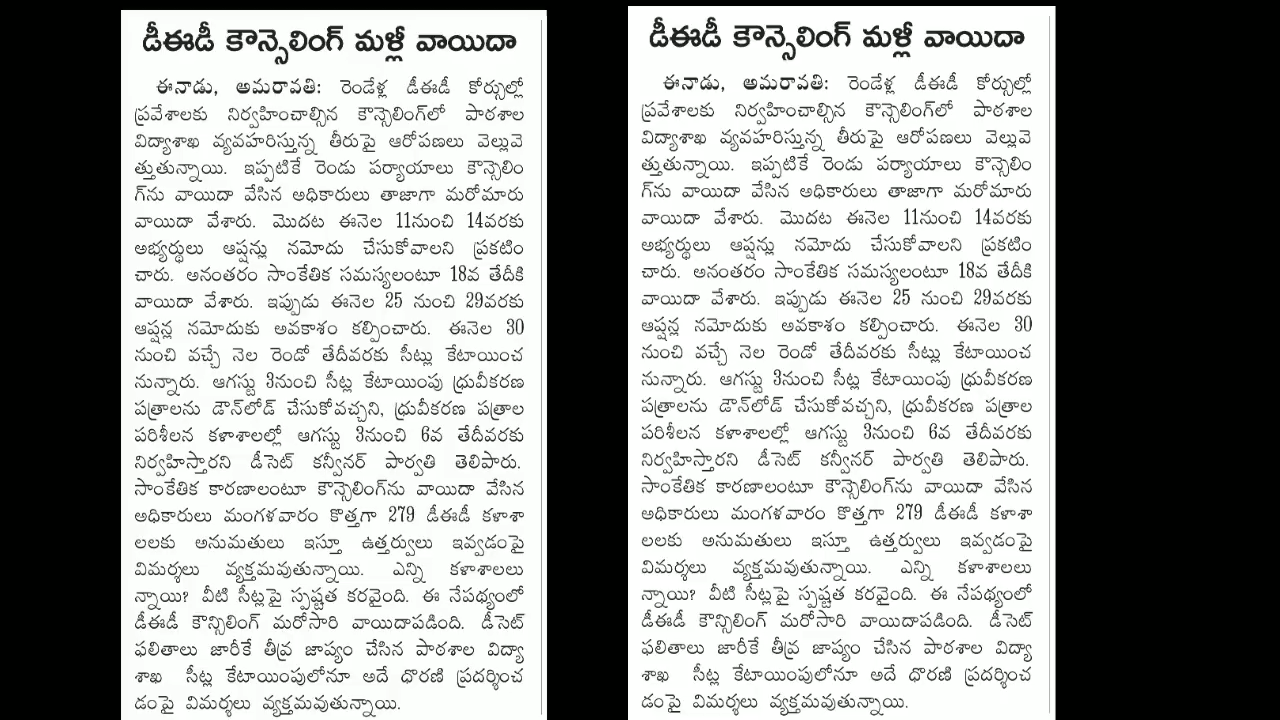 డీఈడీ కౌన్సెలింగ్ మళ్లీ వాయిదా
ఈనాడు, అమరావతి: రెండేళ్ల డీఈడీ కోర్సుల్లో
ప్రవేశాలకు నిర్వహించాల్సిన కౌన్సెలింగ్‌లో పాఠశాల
విద్యాశాఖ వ్యవహరిస్తున్న తీరుపై ఆరోపణలు వెల్లువె
త్తుతున్నాయి. ఇప్పటికే రెండు పర్యాయాలు కౌన్సెలిం
గ్‌ను వాయిదా వేసిన అధికారులు తాజాగా మరోమారు
వాయిదా వేశారు. మొదట ఈనెల 11నుంచి 14వరకు
అభ్యర్థులు ఆప్షన్లు నమోదు చేసుకోవాలని ప్రకటిం
చారు. అనంతరం సాంకేతిక సమస్యలంటూ 18వ తేదీకి
వాయిదా వేశారు. ఇప్పుడు ఈనెల 25 నుంచి 29వరకు
ఆప్షన్ల నమోదుకు అవకాశం కల్పించారు. ఈనెల 30
నుంచి వచ్చే నెల రెండో తేదీవరకు సీట్లు కేటాయించ
నున్నారు. ఆగస్టు 3నుంచి సీట్ల కేటాయింపు ధ్రువీకరణ
పత్రాలను డౌన్‌లోడ్ చేసుకోవచ్చని, ధ్రువీకరణ పత్రాల
పరిశీలన కళాశాలల్లో ఆగస్టు 3నుంచి 6వ తేదీవరకు
నిర్వహిస్తారని డీసెట్ కన్వీనర్ పార్వతి తెలిపారు.
సాంకేతిక కారణాలంటూ కౌన్సెలింగ్‌ను వాయిదా వేసిన
అధికారులు మంగళవారం కొత్తగా 279 డీఈడీ కళాశా
లలకు అనుమతులు ఇస్తూ ఉత్తర్వులు ఇవ్వడంపై
విమర్శలు వ్యక్తమవుతున్నాయి. ఎన్ని కళాశాలలు
న్నాయి? వీటి సీట్లపై స్పష్టత కరవైంది. ఈ నేపథ్యంలో
డీఈడీ కౌన్సిలింగ్ మరోసారి వాయిదాపడింది. డీసెట్
ఫలితాలు జారీకే తీవ్ర జాప్యం చేసిన పాఠశాల విద్యా
శాఖ సీట్ల కేటాయింపులోనూ అదే ధోరణి ప్రదర్శించ
డంపై విమర్శలు వ్యక్తమవుతున్నాయి.
డీఈడీ కౌన్సెలింగ్ మళ్లీ వాయిదా
ఈనాడు, అమరావతి: రెండేళ్ల డీఈడీ కోర్సుల్లో
ప్రవేశాలకు నిర్వహించాల్సిన కౌన్సెలింగ్‌లో పాఠశాల
విద్యాశాఖ వ్యవహరిస్తున్న తీరుపై ఆరోపణలు వెల్లువె
త్తుతున్నాయి. ఇప్పటికే రెండు పర్యాయాలు కౌన్సెలిం
గ్‌ను వాయిదా వేసిన అధికారులు తాజాగా మరోమారు
వాయిదా వేశారు. మొదట ఈనెల 11నుంచి 14వరకు
అభ్యర్థులు ఆప్షన్లు నమోదు చేసుకోవాలని ప్రకటిం
చారు. అనంతరం సాంకేతిక సమస్యలంటూ 18వ తేదీకి
వాయిదా వేశారు. ఇప్పుడు ఈనెల 25 నుంచి 29వరకు
ఆప్షన్ల నమోదుకు అవకాశం కల్పించారు. ఈనెల 30
నుంచి వచ్చే నెల రెండో తేదీవరకు సీట్లు కేటాయించ
నున్నారు. ఆగస్టు 3నుంచి సీట్ల కేటాయింపు ధ్రువీకరణ
పత్రాలను డౌన్‌లోడ్ చేసుకోవచ్చని, ధ్రువీకరణ పత్రాల
పరిశీలన కళాశాలల్లో ఆగస్టు 3నుంచి 6వ తేదీవరకు
నిర్వహిస్తారని డీసెట్ కన్వీనర్ పార్వతి తెలిపారు.
సాంకేతిక కారణాలంటూ కౌన్సెలింగ్‌ను వాయిదా వేసిన
అధికారులు మంగళవారం కొత్తగా 279 డీఈడీ కళాశా
లలకు అనుమతులు ఇస్తూ ఉత్తర్వులు ఇవ్వడంపై
విమర్శలు వ్యక్తమవుతున్నాయి. ఎన్ని కళాశాలలు
న్నాయి? వీటి సీట్లపై స్పష్టత కరవైంది. ఈ నేపథ్యంలో
డీఈడీ కౌన్సిలింగ్ మరోసారి వాయిదాపడింది. డీసెట్
ఫలితాలు జారీకే తీవ్ర జాప్యం చేసిన పాఠశాల విద్యా
శాఖ సీట్ల కేటాయింపులోనూ అదే ధోరణి ప్రదర్శించ
డంపై విమర్శలు వ్యక్తమవుతున్నాయి.